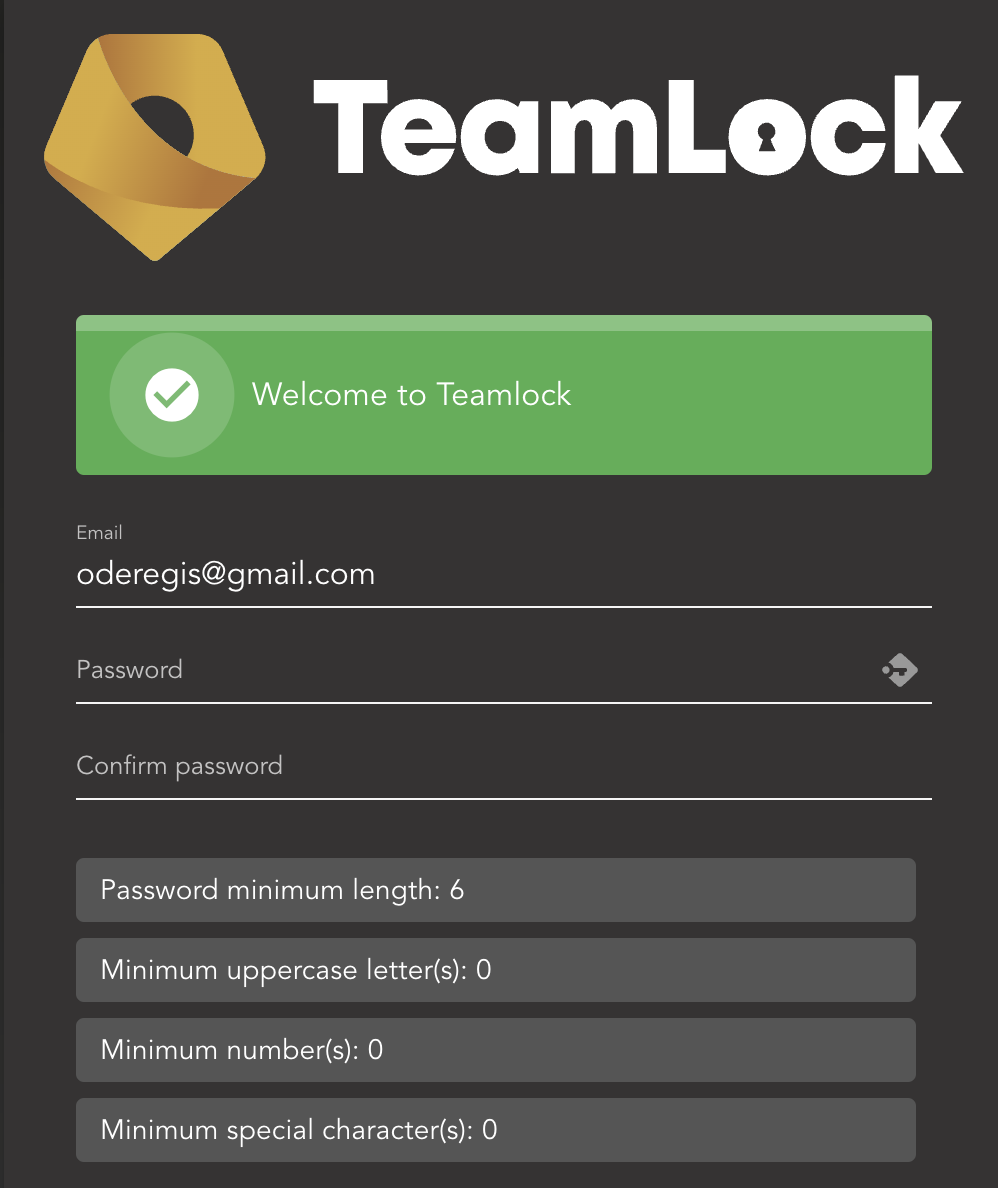 TeamLock
Welcome to Teamlock
Email
oderegis@gmail.com
Password
Confirm password
Password minimum length: 6
Minimum uppercase letter(s): 0
Minimum number(s): 0
Minimum special character(s): 0